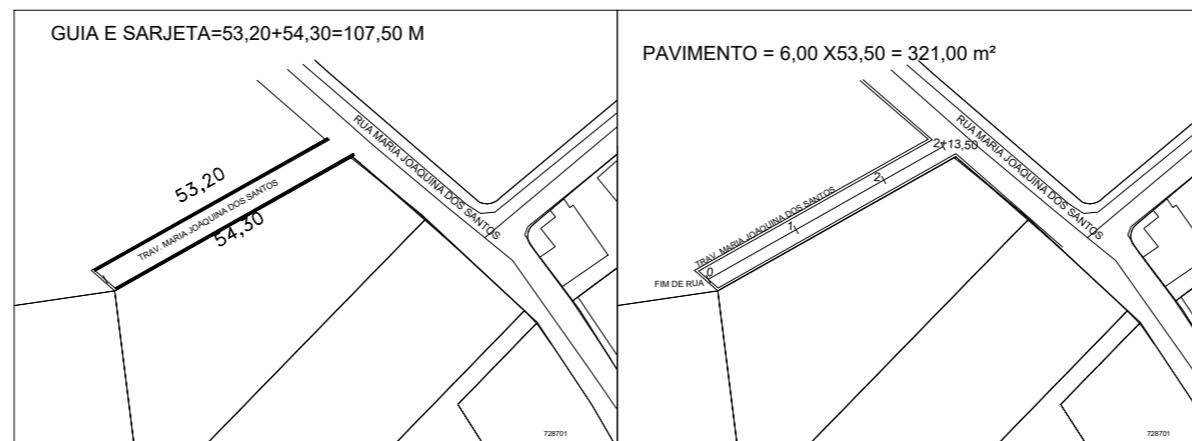 GUIA E SARJETA=53,20+54,30=107,50 M
RUA MARIA JOAQUINA DOS SANTOS
53,20
TRAV. MARIA JOAQUINA DOS SANTOS
54,30
728701
PAVIMENTO = 6,00 X53,50 = 321,00 m²
RUA MARIA JOAQUINA DOS SANTOS
2+13,50
2
TRAV. MARIA JOAQUINA DOS SANTOS
1
0
FIM DE RUA
728701